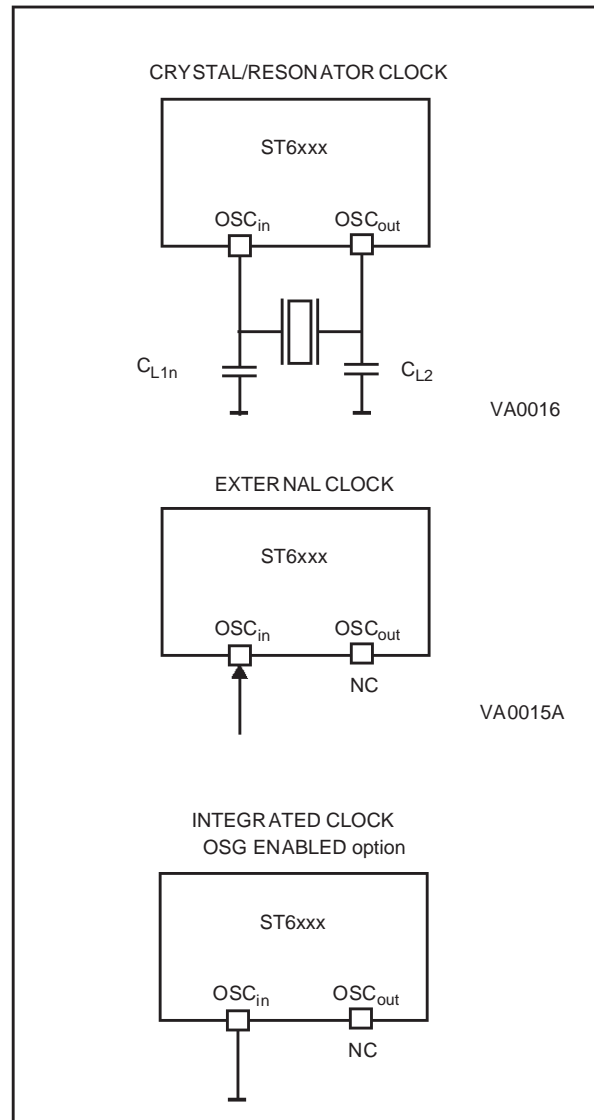 CRYSTAL/RESONATOR CLOCK
ST6xxx
OSCin OSCout
CL1n CL2
VA0016
EXTERNAL CLOCK
ST6xxx
OSCin OSCout
NC
VA0015A
INTEGRATED CLOCK
OSG ENABLED option
ST6xxx
OSCin OSCout
NC